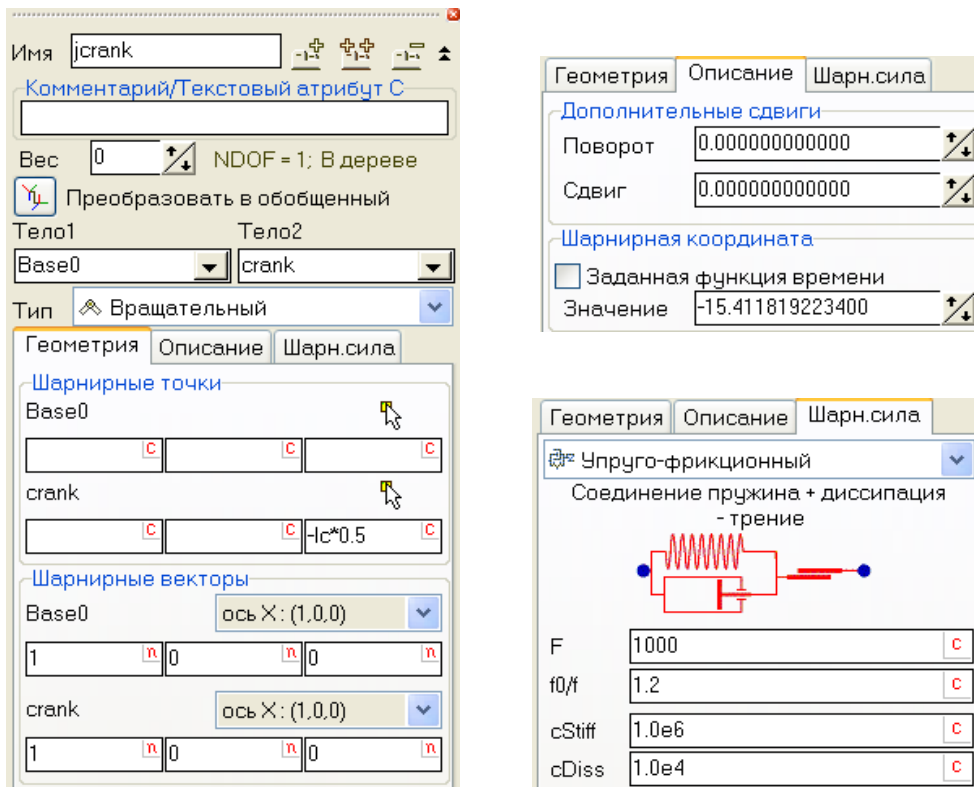 Имя jcrank
Комментарий/Текстовый атрибут C
Вес 0 NDOF = 1; В дереве
Преобразовать в обобщенный
Тело1 Тело2
Base0 crank
Тип Вращательный
Геометрия Описание Шарн.сила
Шарнирные точки
Base0
C C C
crank
C C -lc*0.5 C
Шарнирные векторы
Base0 ось X : (1,0,0)
1 n 0 n 0 n
crank ось X : (1,0,0)
1 n 0 n 0 n
Геометрия Описание Шарн.сила
Дополнительные сдвиги
Поворот 0.000000000000
Сдвиг 0.000000000000
Шарнирная координата
Заданная функция времени
Значение -15.411819223400
Геометрия Описание Шарн.сила
Упруго-фрикционный
Соединение пружина + диссипация
- трение
F 1000 C
f0/f 1.2 C
cStiff 1.0e6 C
cDiss 1.0e4 C